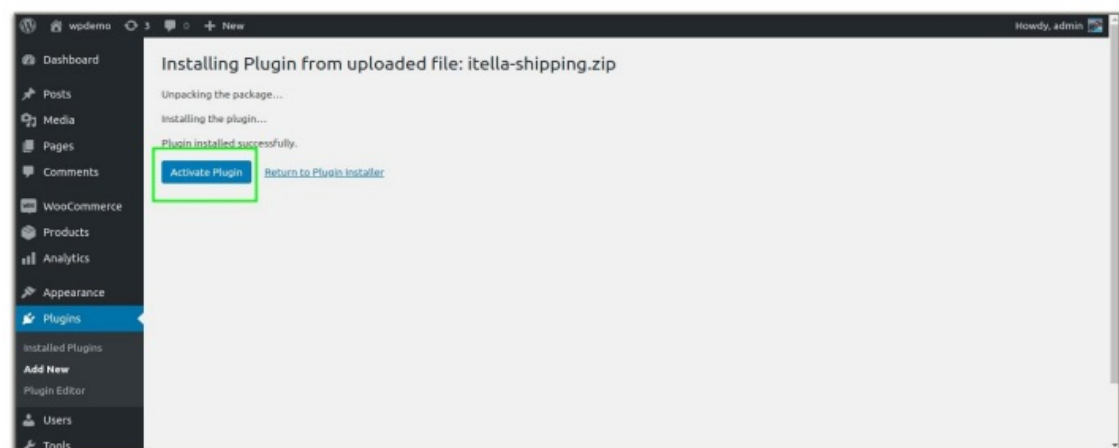 wpdemo 3 0 + New Howdy, admin
Dashboard
Posts
Media
Pages
Comments
WooCommerce
Products
Analytics
Appearance
Plugins
Installed Plugins
Add New
Plugin Editor
Users
Tools
Installing Plugin from uploaded file: itella-shipping.zip
Unpacking the package...
Installing the plugin...
Plugin installed successfully.
Activate Plugin Return to Plugin Installer